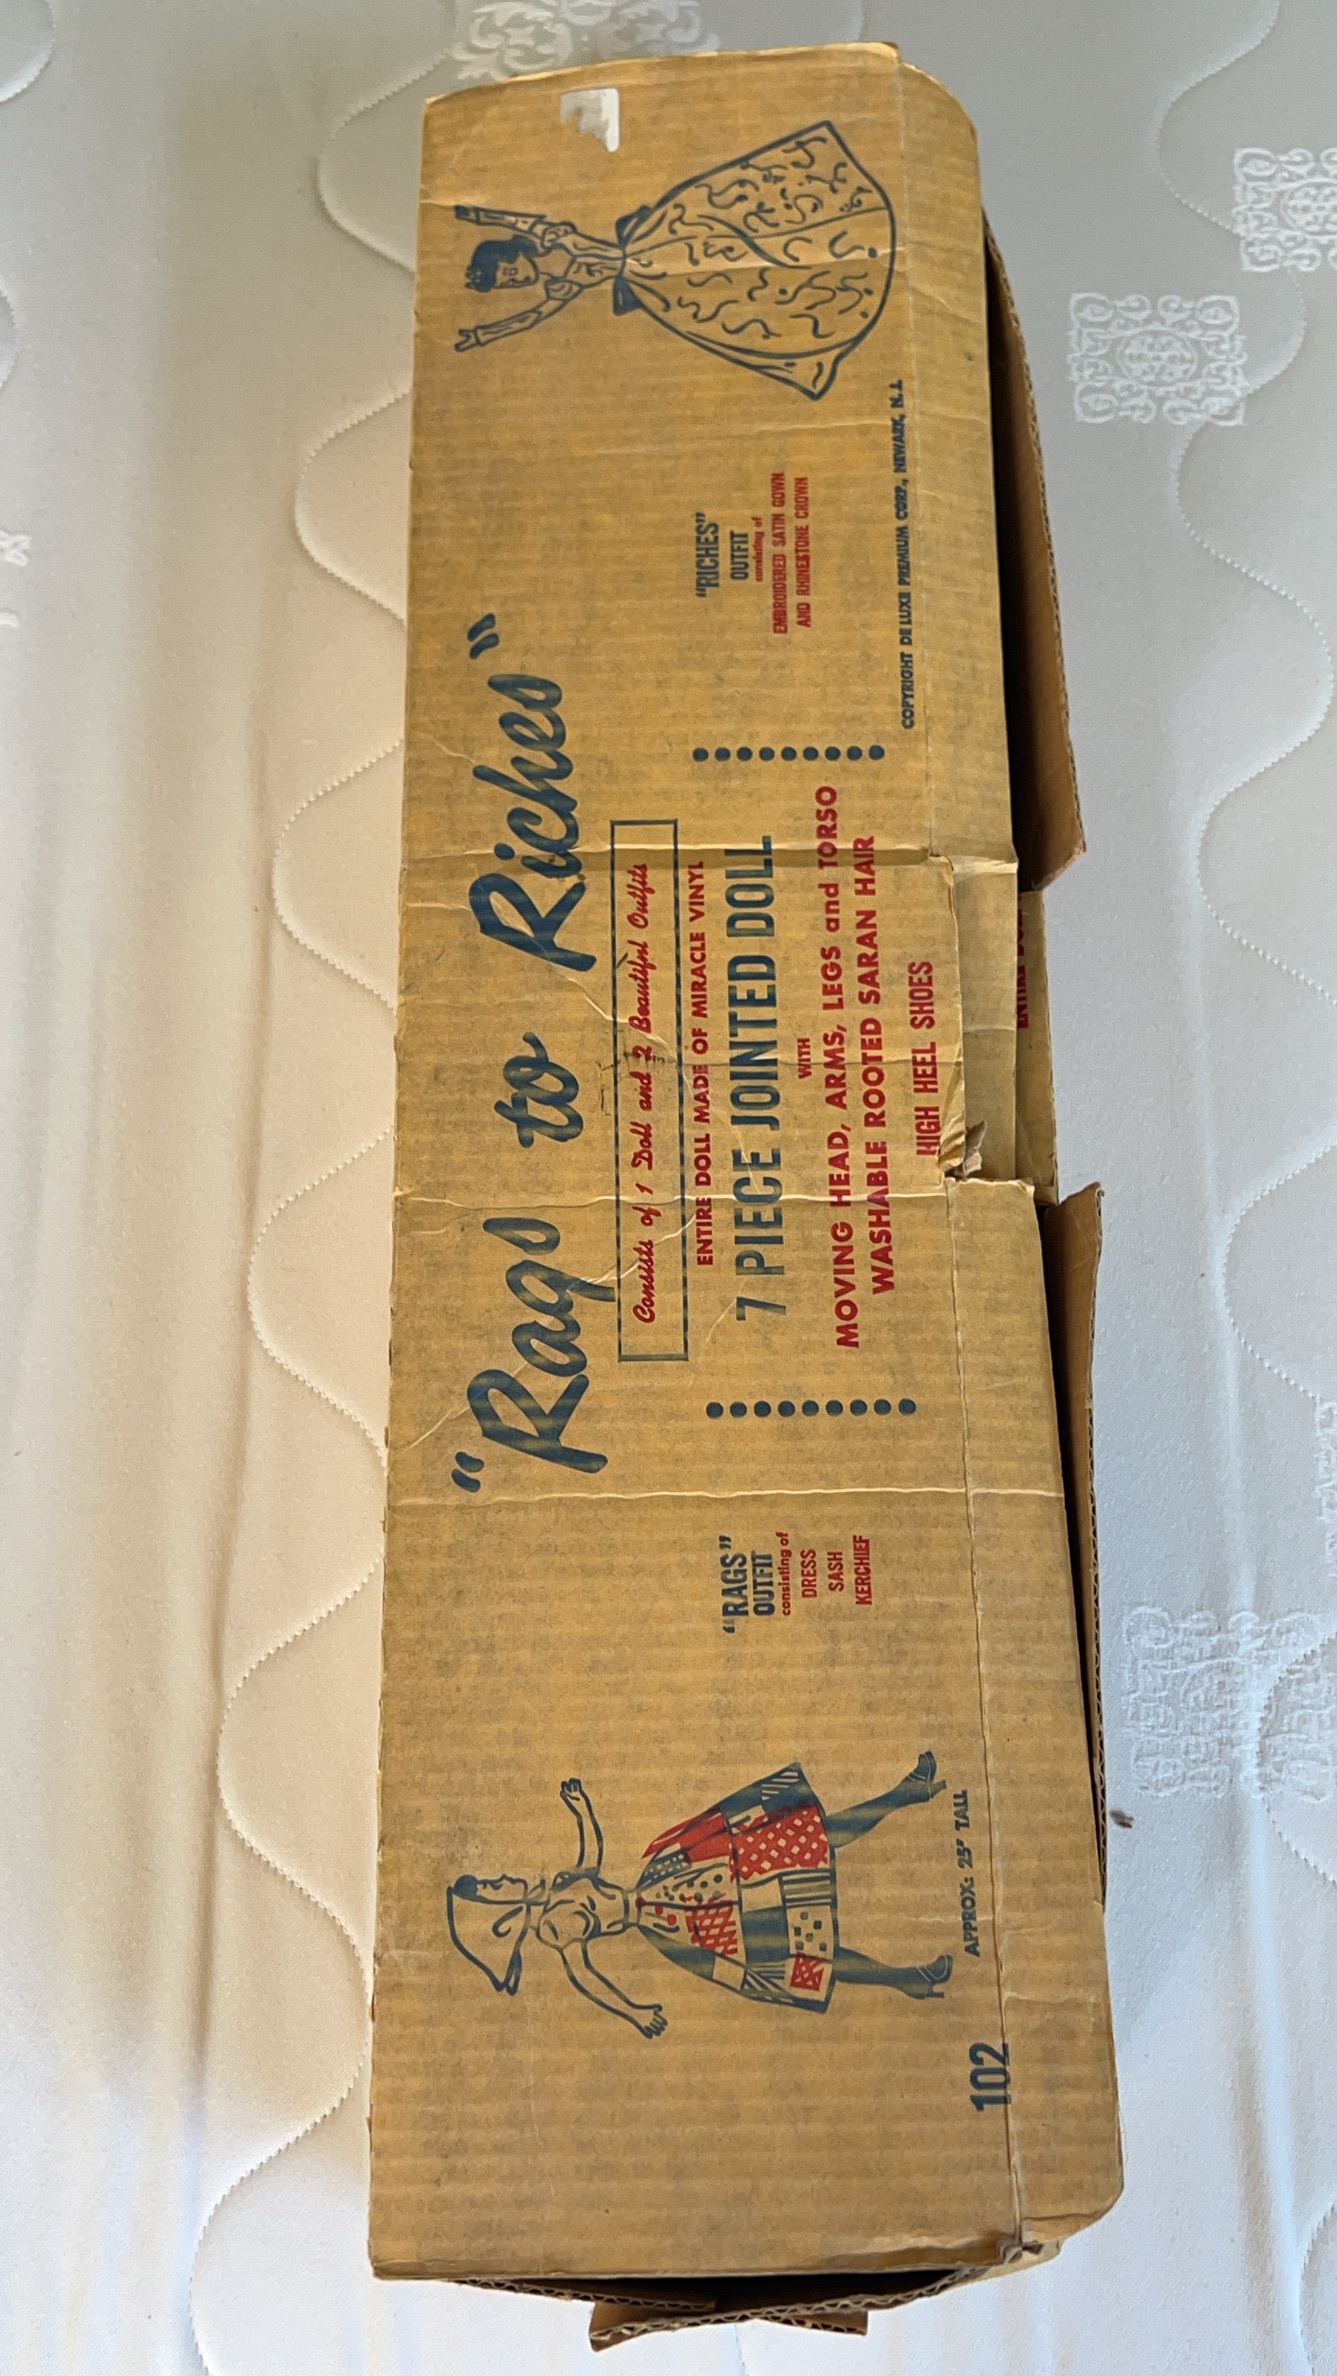 "Rags to Riches"
Consists of 1 Doll and 2 Beautiful Outfits
ENTIRE DOLL MADE OF MIRACLE VINYL
7 PIECE JOINTED DOLL
WITH
MOVING HEAD, ARMS, LEGS and TORSO
WASHABLE ROOTED SARAN HAIR
HIGH HEEL SHOES
"RAGS"
OUTFIT
consisting of
DRESS
SASH
KERCHIEF
"RICHES"
OUTFIT
consisting of
EMBROIDERED SATIN GOWN
AND RHINESTONE CROWN
COPYRIGHT DE LUXE PREMIUM CORP., NEWARK, N.J.
APPROX: 25" TALL
102